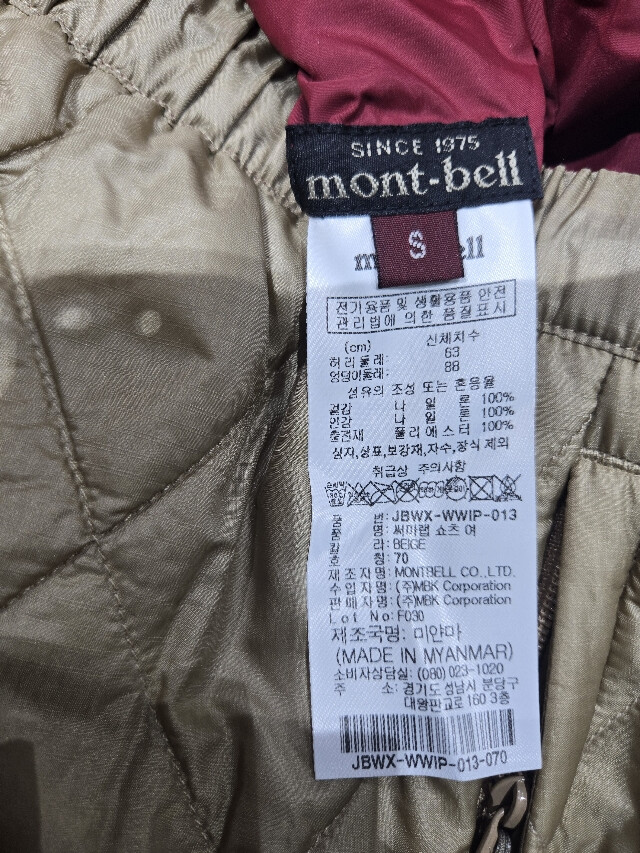 SINCE 1975
mont-bell
S
m ell
전기용품 및 생활용품 안전
관리법에 의한 품질표시
(cm) 신체치수
허리둘레: 63
엉덩이둘레: 88
섬유의 조성 또는 혼용율
겉감 나 일 론 100%
안감 나 일 론 100%
충전재 폴리에스터 100%
심지,상표,보강재,자수,장식 제외
취급상 주의사항
품 번: JBWX-WWIP-013
품 명: 써마랩 쇼츠 여
칼 라: BEIGE
호 칭: 70
제 조 자 명: MONTBELL CO.,LTD.
수 입 자 명: (주)MBK Corporation
판 매 자 명: (주)MBK Corporation
Lot No: F030
제조국명: 미얀마
(MADE IN MYANMAR)
소비자상담실: (080) 023-1020
주 소: 경기도 성남시 분당구
대왕판교로 160 3층
JBWX-WWIP-013-070